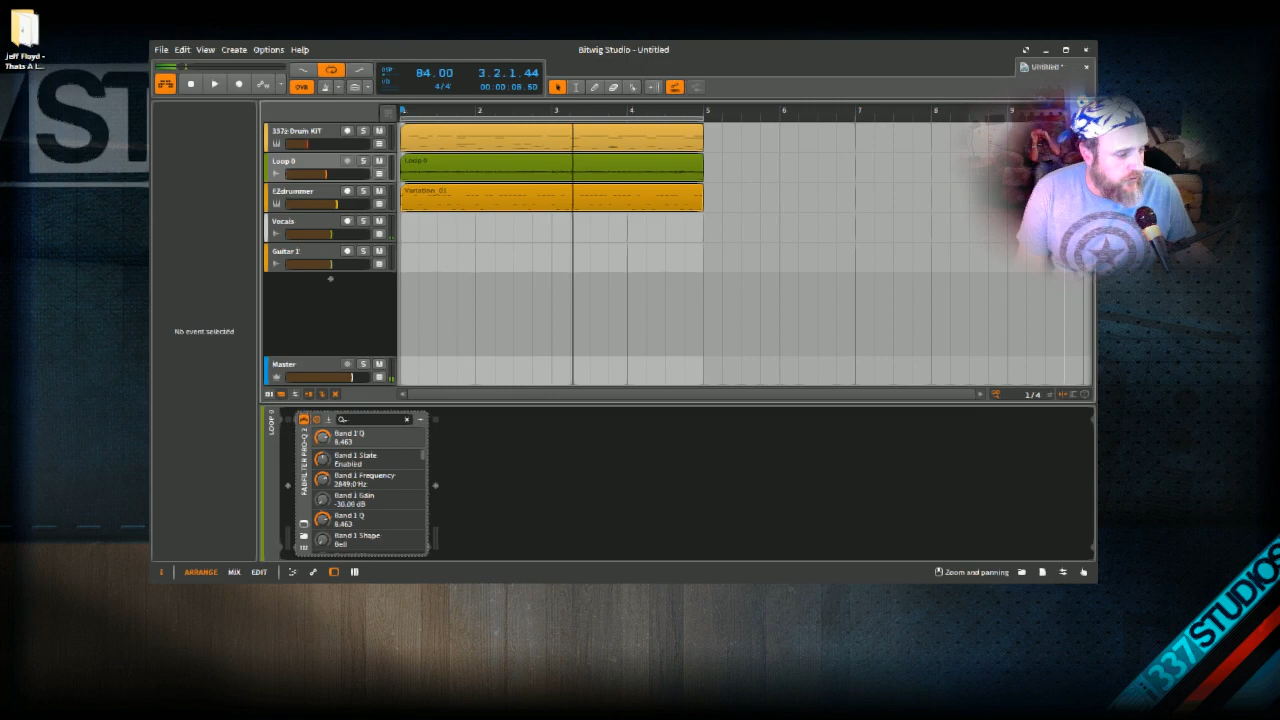 Jeff Floyd -
Thats A L...
ST
File Edit View Create Options Help
Bitwig Studio - Untitled
Untitled *
OVR
DSP
I/O
84.00
4/4
3.2.1.44
00:00:08.50
2 3 4 5 6 7 8 9
337z Drum KIT S M
Loop 0 S M
Loop 0
EZdrummer S M
Variation_01
Vocals S M
Guitar 1 S M
No event selected
Master S M
1/4
LOOP 0
FABFILTER PRO-Q 2
Band 1 Q
8.463
Band 1 State
Enabled
Band 1 Frequency
2849.0 Hz
Band 1 Gain
-30.00 dB
Band 1 Q
8.463
Band 1 Shape
Bell
ARRANGE MIX EDIT
Zoom and panning
1337STUDIOS